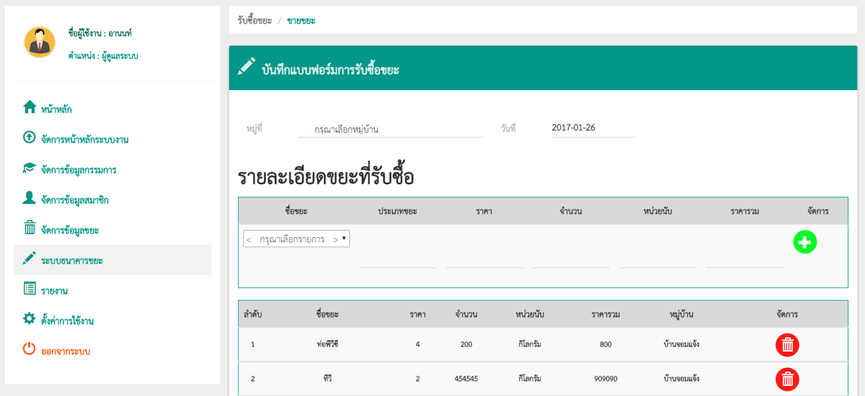 ชื่อผู้ใช้งาน : อานนท์
ตำแหน่ง : ผู้ดูแลระบบ
หน้าหลัก
จัดการหน้าหลักระบบงาน
จัดการข้อมูลกรรมการ
จัดการข้อมูลสมาชิก
จัดการข้อมูลขยะ
ระบบธนาคารขยะ
รายงาน
ตั้งค่าการใช้งาน
ออกจากระบบ
รับซื้อขยะ / ขายขยะ
บันทึกแบบฟอร์มการรับซื้อขยะ
หมู่ที่ กรุณาเลือกหมู่บ้าน วันที่ 2017-01-26
รายละเอียดขยะที่รับซื้อ
ชื่อขยะ ประเภทขยะ ราคา จำนวน หน่วยนับ ราคารวม จัดการ
< กรุณาเลือกรายการ >
ลำดับ ชื่อขยะ ราคา จำนวน หน่วยนับ ราคารวม หมู่บ้าน จัดการ
1 ท่อพีวีซี 4 200 กิโลกรัม 800 บ้านจอมแจ้ง
2 ทีวี 2 454545 กิโลกรัม 909090 บ้านจอมแจ้ง